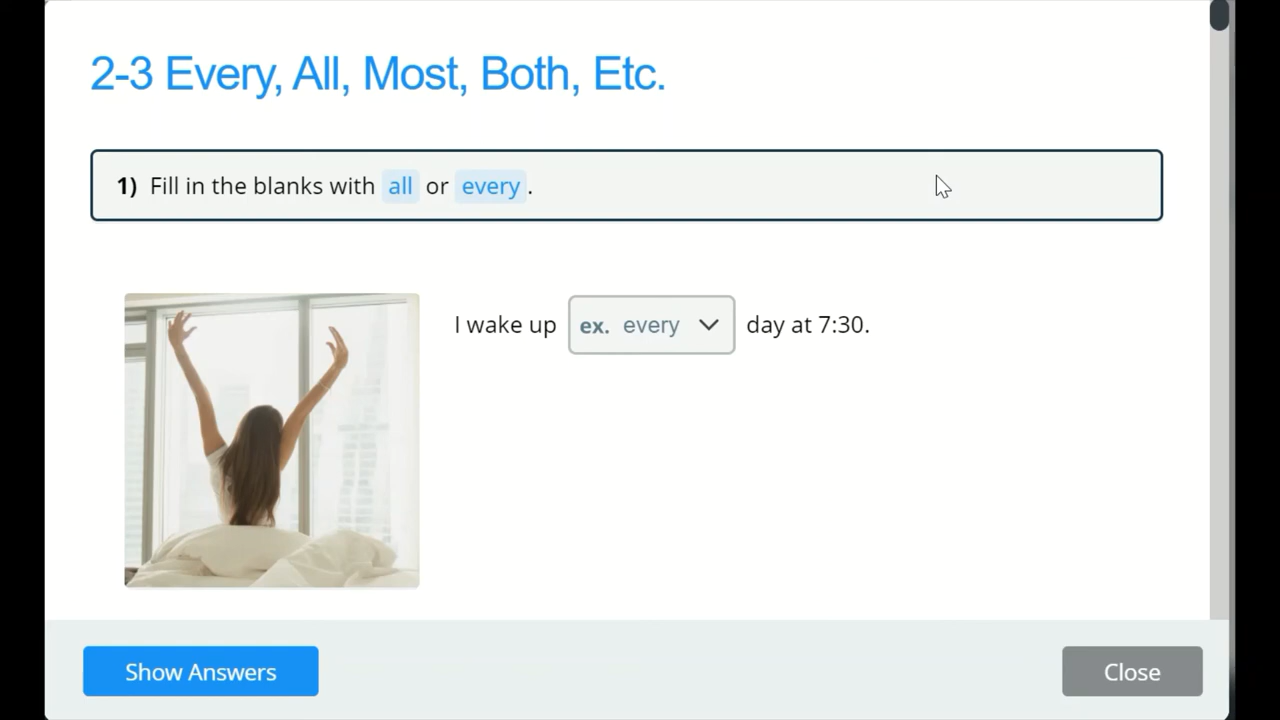 2-3 Every, All, Most, Both, Etc.
1) Fill in the blanks with all or every.
I wake up ex. every day at 7:30.
Show Answers
Close